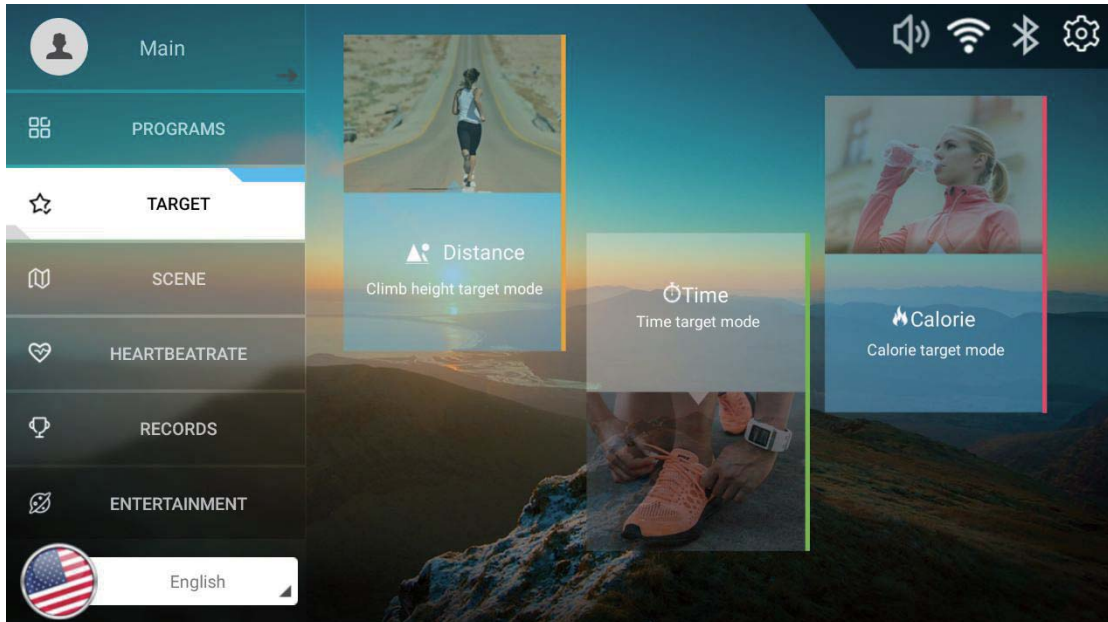 Main
PROGRAMS
TARGET
SCENE
HEARTBEATRATE
RECORDS
ENTERTAINMENT
English
Distance
Climb height target mode
Time
Time target mode
Calorie
Calorie target mode